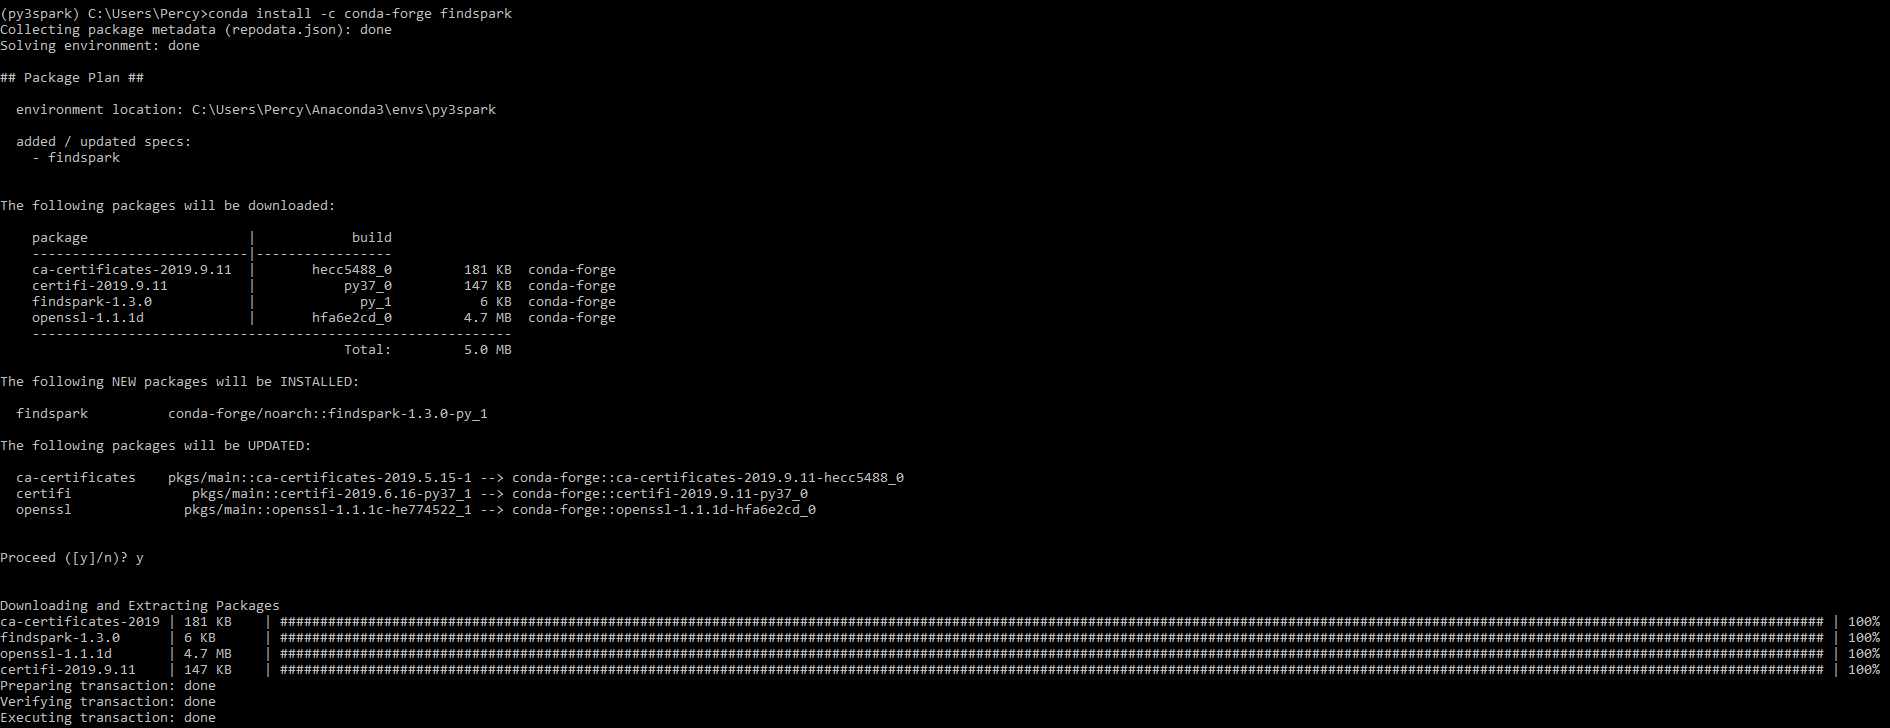 (py3spark) C:\Users\Percy>conda install -c conda-forge findspark
Collecting package metadata (repodata.json): done
Solving environment: done
## Package Plan ##
  environment location: C:\Users\Percy\Anaconda3\envs\py3spark
  added / updated specs:
    - findspark
The following packages will be downloaded:
    package                    |            build
    ---------------------------|-----------------
    ca-certificates-2019.9.11  |       hecc5488_0         181 KB  conda-forge
    certifi-2019.9.11          |           py37_0         147 KB  conda-forge
    findspark-1.3.0            |             py_1           6 KB  conda-forge
    openssl-1.1.1d             |       hfa6e2cd_0         4.7 MB  conda-forge
    ------------------------------------------------------------
                                           Total:         5.0 MB
The following NEW packages will be INSTALLED:
  findspark          conda-forge/noarch::findspark-1.3.0-py_1
The following packages will be UPDATED:
  ca-certificates    pkgs/main::ca-certificates-2019.5.15-1 --> conda-forge::ca-certificates-2019.9.11-hecc5488_0
  certifi               pkgs/main::certifi-2019.6.16-py37_1 --> conda-forge::certifi-2019.9.11-py37_0
  openssl              pkgs/main::openssl-1.1.1c-he774522_1 --> conda-forge::openssl-1.1.1d-hfa6e2cd_0
Proceed ([y]/n)? y
Downloading and Extracting Packages
ca-certificates-2019 | 181 KB    | ################################################################################################################################################################################################# | 100%
findspark-1.3.0      | 6 KB      | ################################################################################################################################################################################################# | 100%
openssl-1.1.1d       | 4.7 MB    | ################################################################################################################################################################################################# | 100%
certifi-2019.9.11    | 147 KB    | ################################################################################################################################################################################################# | 100%
Preparing transaction: done
Verifying transaction: done
Executing transaction: done